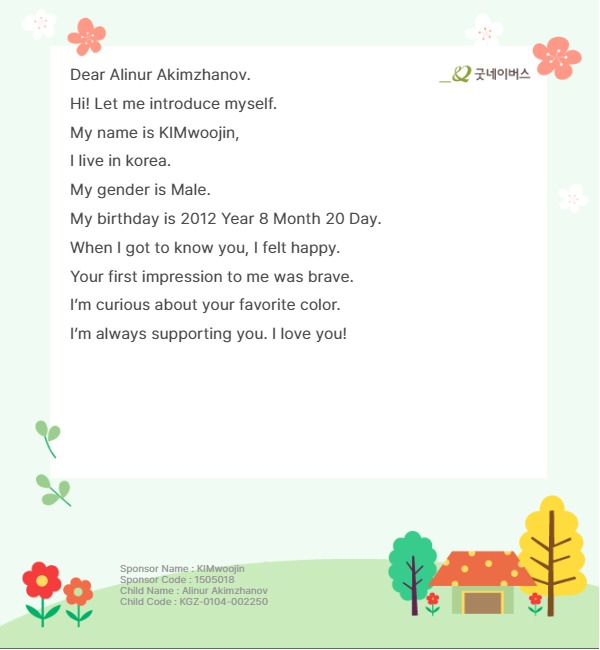 Dear Alinur Akimzhanov.
굿네이버스
Hi! Let me introduce myself.
My name is KIMwoojin,
I live in korea.
My gender is Male.
My birthday is 2012 Year 8 Month 20 Day.
When I got to know you, I felt happy.
Your first impression to me was brave.
I’m curious about your favorite color.
I’m always supporting you. I love you!
Sponsor Name : KIMwoojin
Sponsor Code : 1505018
Child Name : Alinur Akimzhanov
Child Code : KGZ-0104-002250